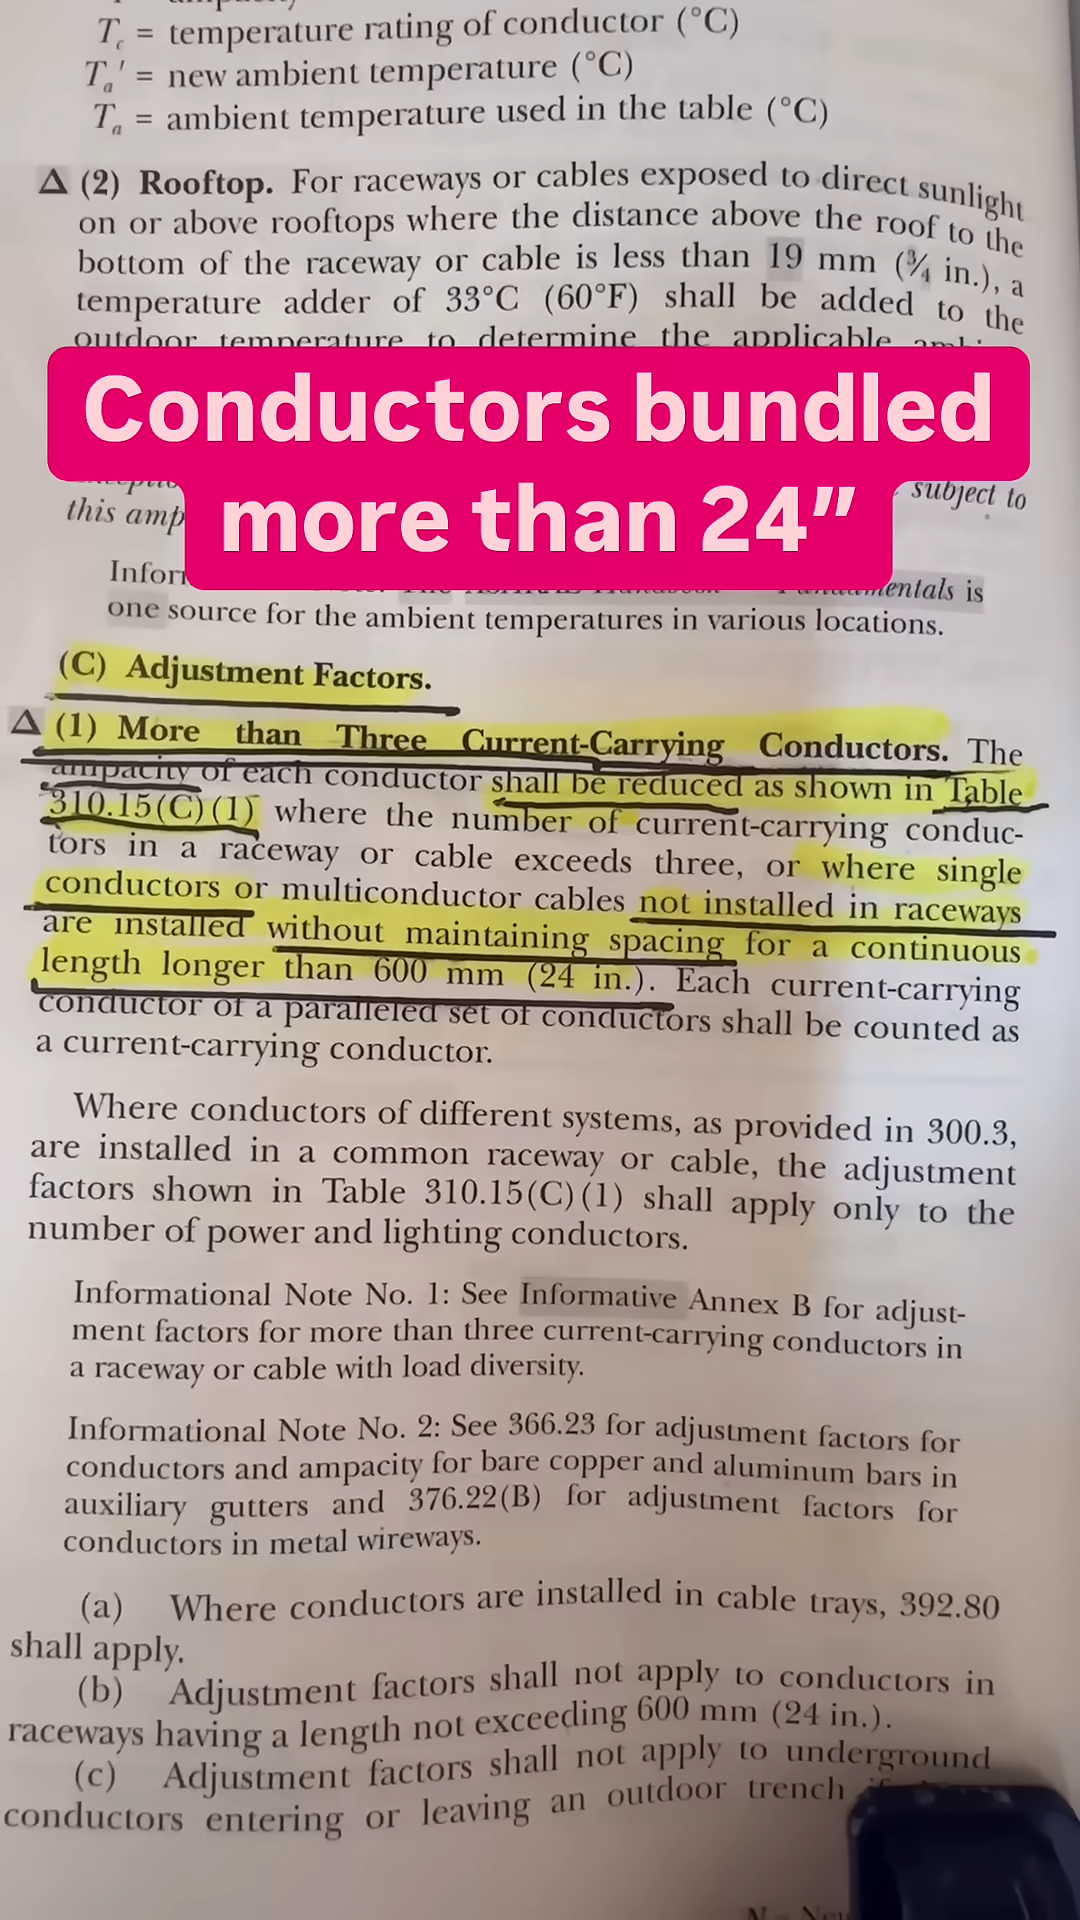 T_c = temperature rating of conductor (°C)
T_a' = new ambient temperature (°C)
T_a = ambient temperature used in the table (°C)
Δ (2) Rooftop. For raceways or cables exposed to direct sunlight
on or above rooftops where the distance above the roof to the
bottom of the raceway or cable is less than 19 mm (¾ in.), a
temperature adder of 33°C (60°F) shall be added to the
outdoor temperature to determine the applicable
Conductors bundled
more than 24"
subject to
this
is
one source for the ambient temperatures in various locations.
(C) Adjustment Factors.
Δ (1) More than Three Current-Carrying Conductors. The
ampacity of each conductor shall be reduced as shown in Table
310.15(C)(1) where the number of current-carrying conduc-
tors in a raceway or cable exceeds three, or where single
conductors or multiconductor cables not installed in raceways
are installed without maintaining spacing for a continuous
length longer than 600 mm (24 in.). Each current-carrying
conductor of a paralleled set of conductors shall be counted as
a current-carrying conductor.
Where conductors of different systems, as provided in 300.3,
are installed in a common raceway or cable, the adjustment
factors shown in Table 310.15(C)(1) shall apply only to the
number of power and lighting conductors.
Informational Note No. 1: See Informative Annex B for adjust-
ment factors for more than three current-carrying conductors in
a raceway or cable with load diversity.
Informational Note No. 2: See 366.23 for adjustment factors for
conductors and ampacity for bare copper and aluminum bars in
auxiliary gutters and 376.22(B) for adjustment factors for
conductors in metal wireways.
(a) Where conductors are installed in cable trays, 392.80
shall apply.
(b) Adjustment factors shall not apply to conductors in
raceways having a length not exceeding 600 mm (24 in.).
(c) Adjustment factors shall not apply to underground
conductors entering or leaving an outdoor trench